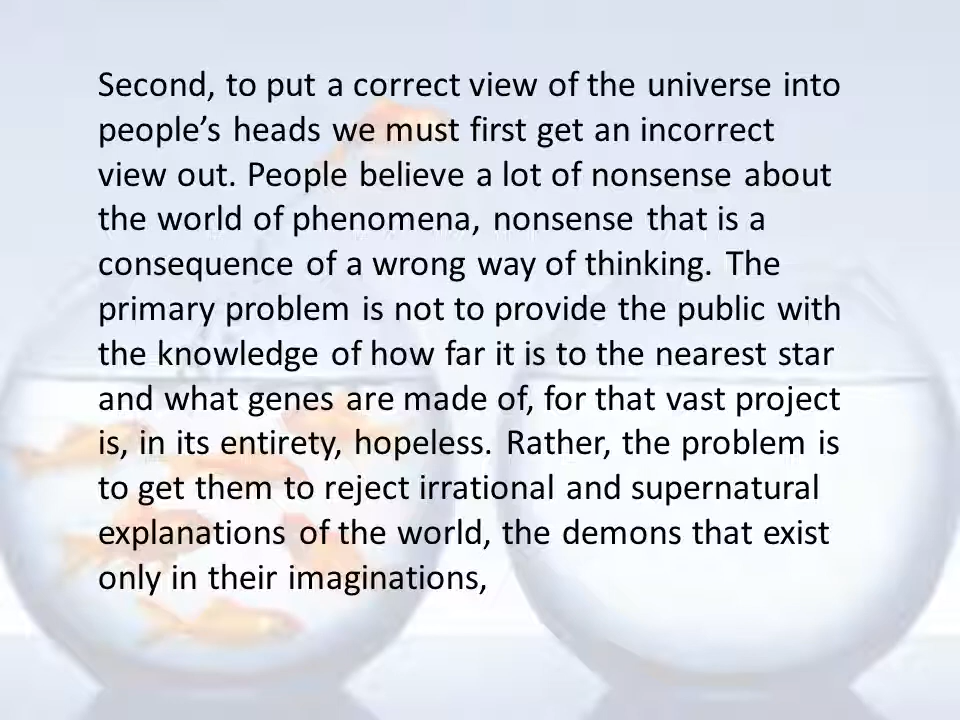 Second, to put a correct view of the universe into
people’s heads we must first get an incorrect
view out. People believe a lot of nonsense about
the world of phenomena, nonsense that is a
consequence of a wrong way of thinking. The
primary problem is not to provide the public with
the knowledge of how far it is to the nearest star
and what genes are made of, for that vast project
is, in its entirety, hopeless. Rather, the problem is
to get them to reject irrational and supernatural
explanations of the world, the demons that exist
only in their imaginations,